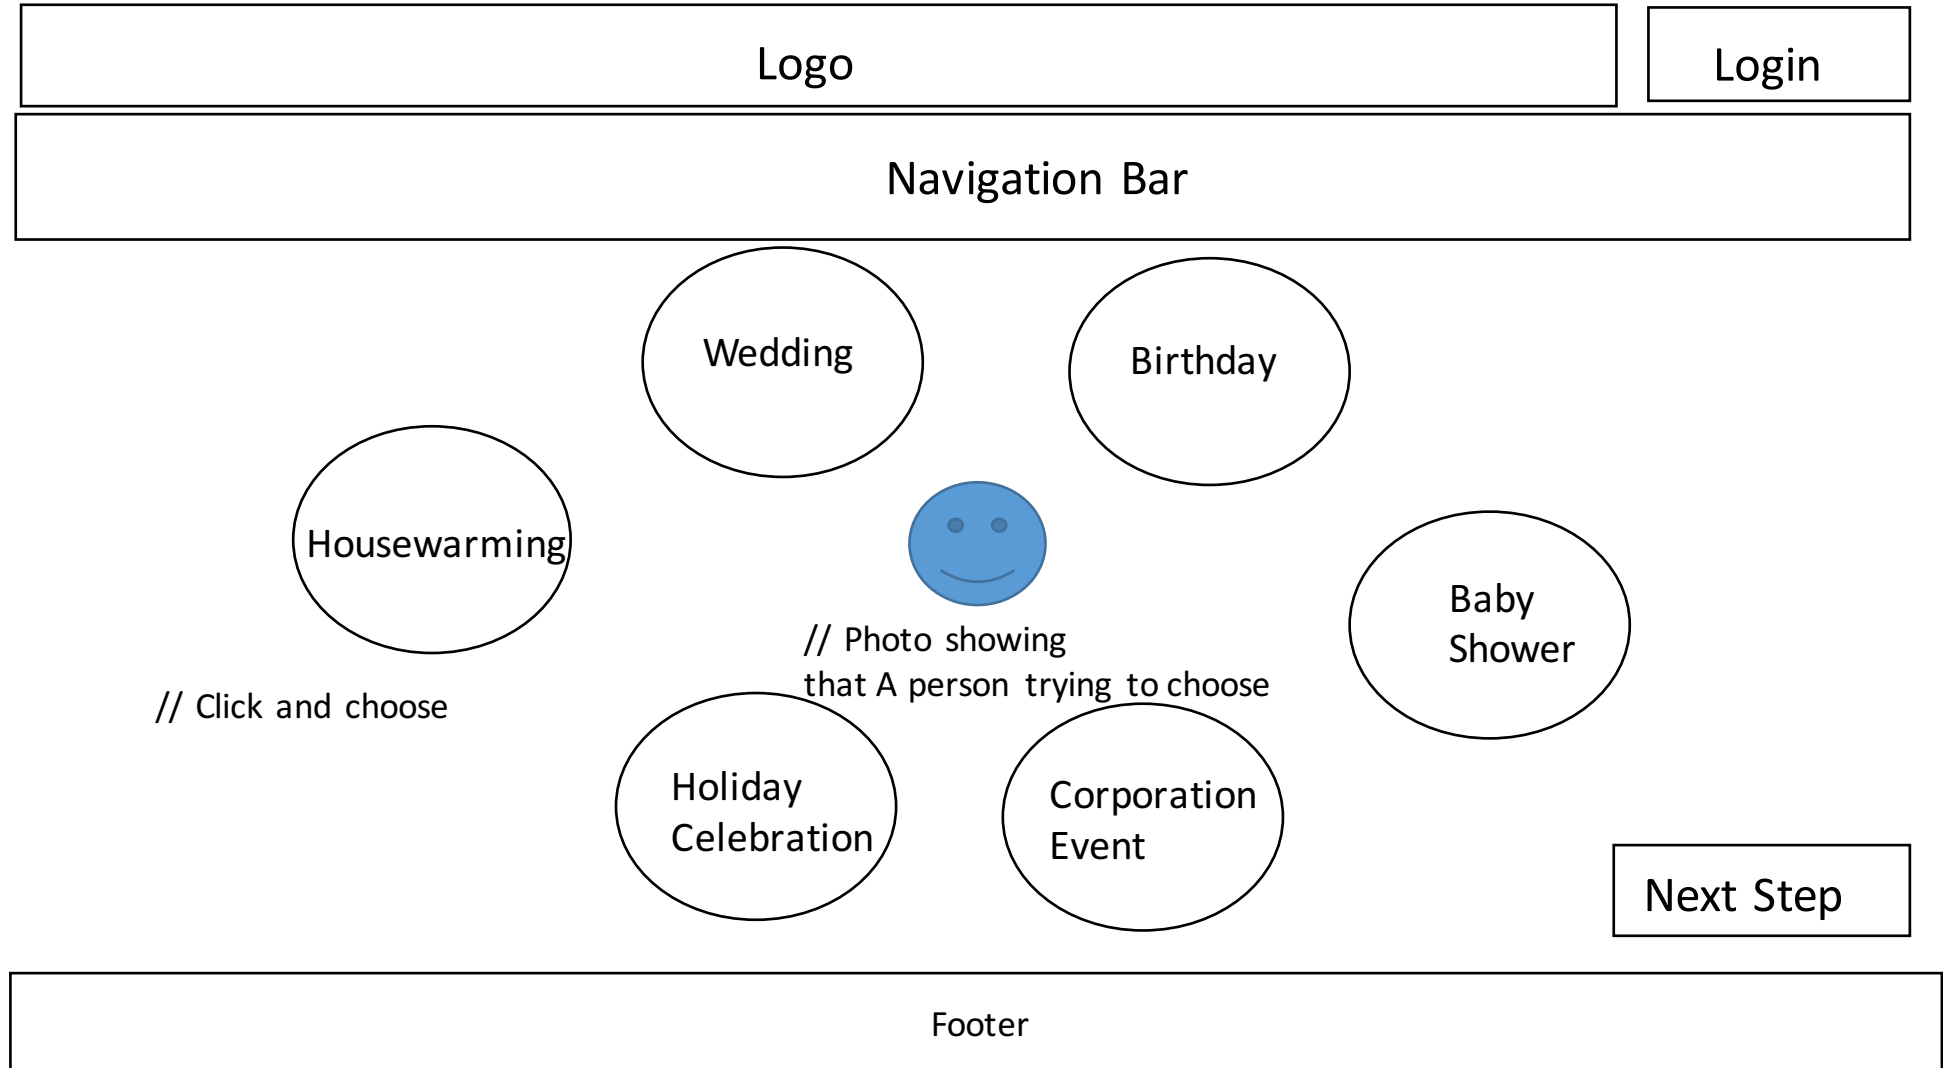 Logo
Login
Navigation Bar
Wedding
Birthday
Housewarming
Baby
Shower
// Photo showing
that A person trying to choose
// Click and choose
Holiday
Celebration
Corporation
Event
Next Step
Footer